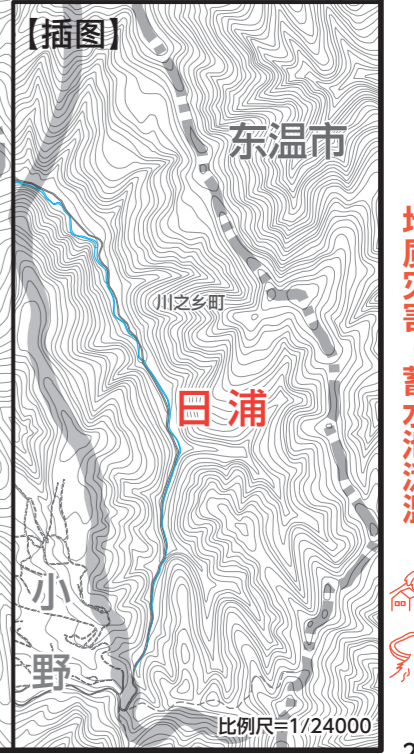 【插图】
东温市
川之乡町
日浦
小
野
比例尺=1/24000